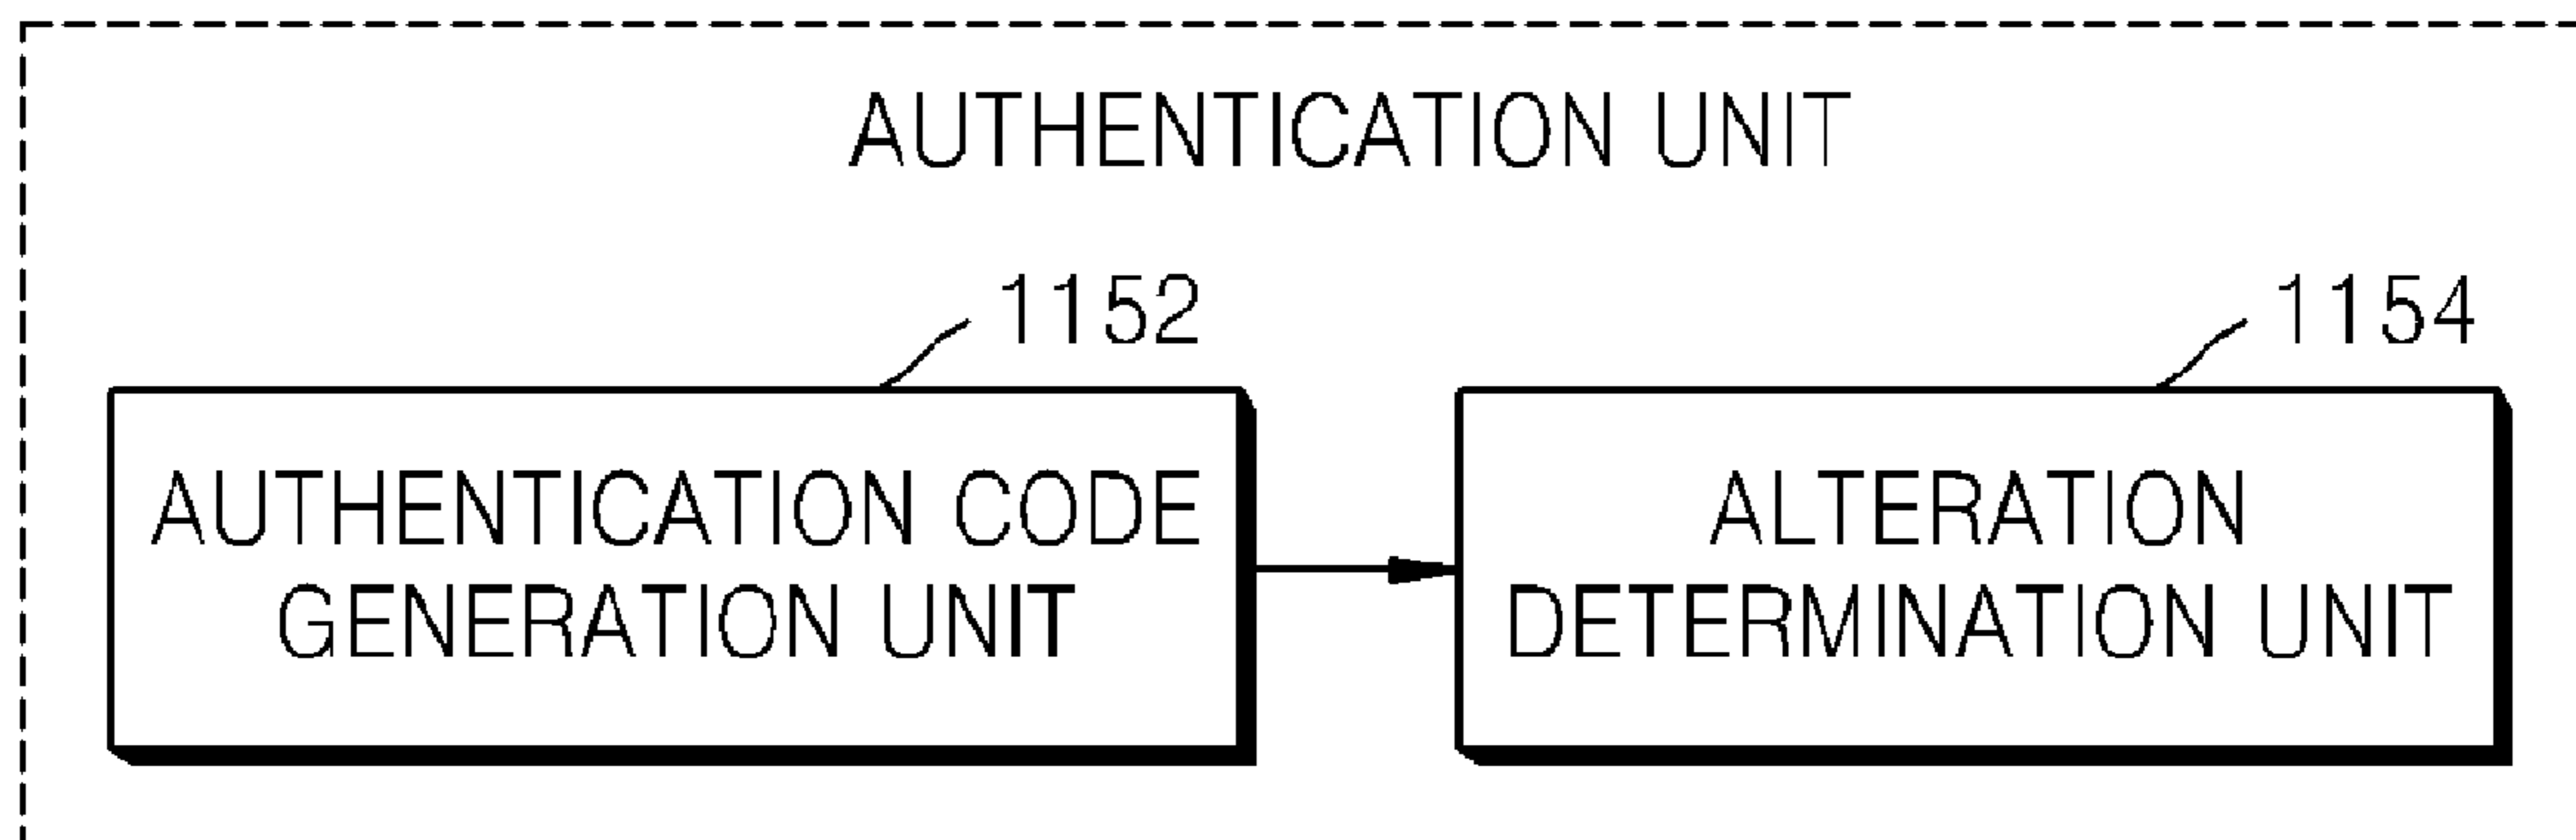 AUTHENTICATION UNIT
1152
1154
AUTHENTICATION CODE
GENERATION UNIT
ALTERATION
DETERMINATION UNIT